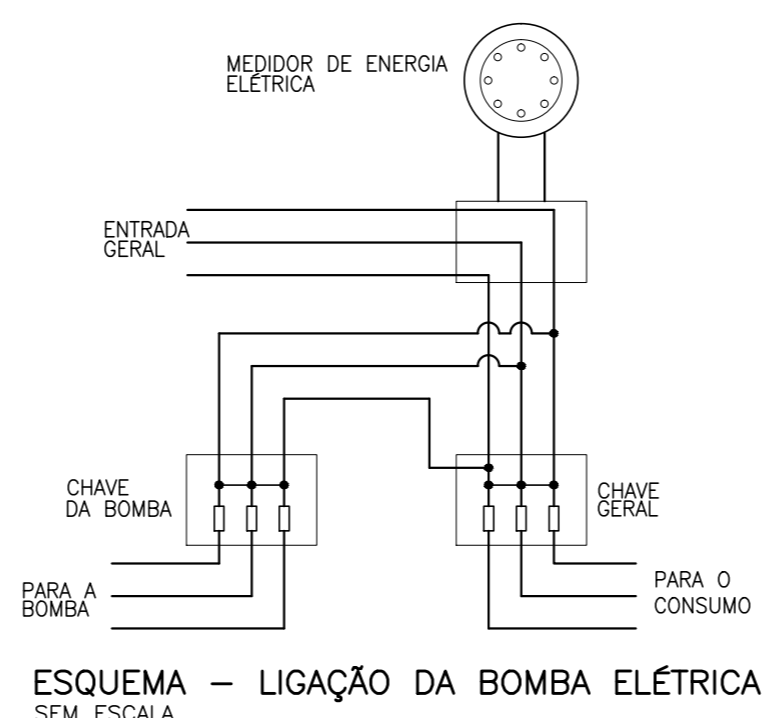 MEDIDOR DE ENERGIA
ELÉTRICA
ENTRADA
GERAL
CHAVE
DA BOMBA
CHAVE
GERAL
PARA A
BOMBA
PARA O
CONSUMO
ESQUEMA – LIGAÇÃO DA BOMBA ELÉTRICA
SEM ESCALA